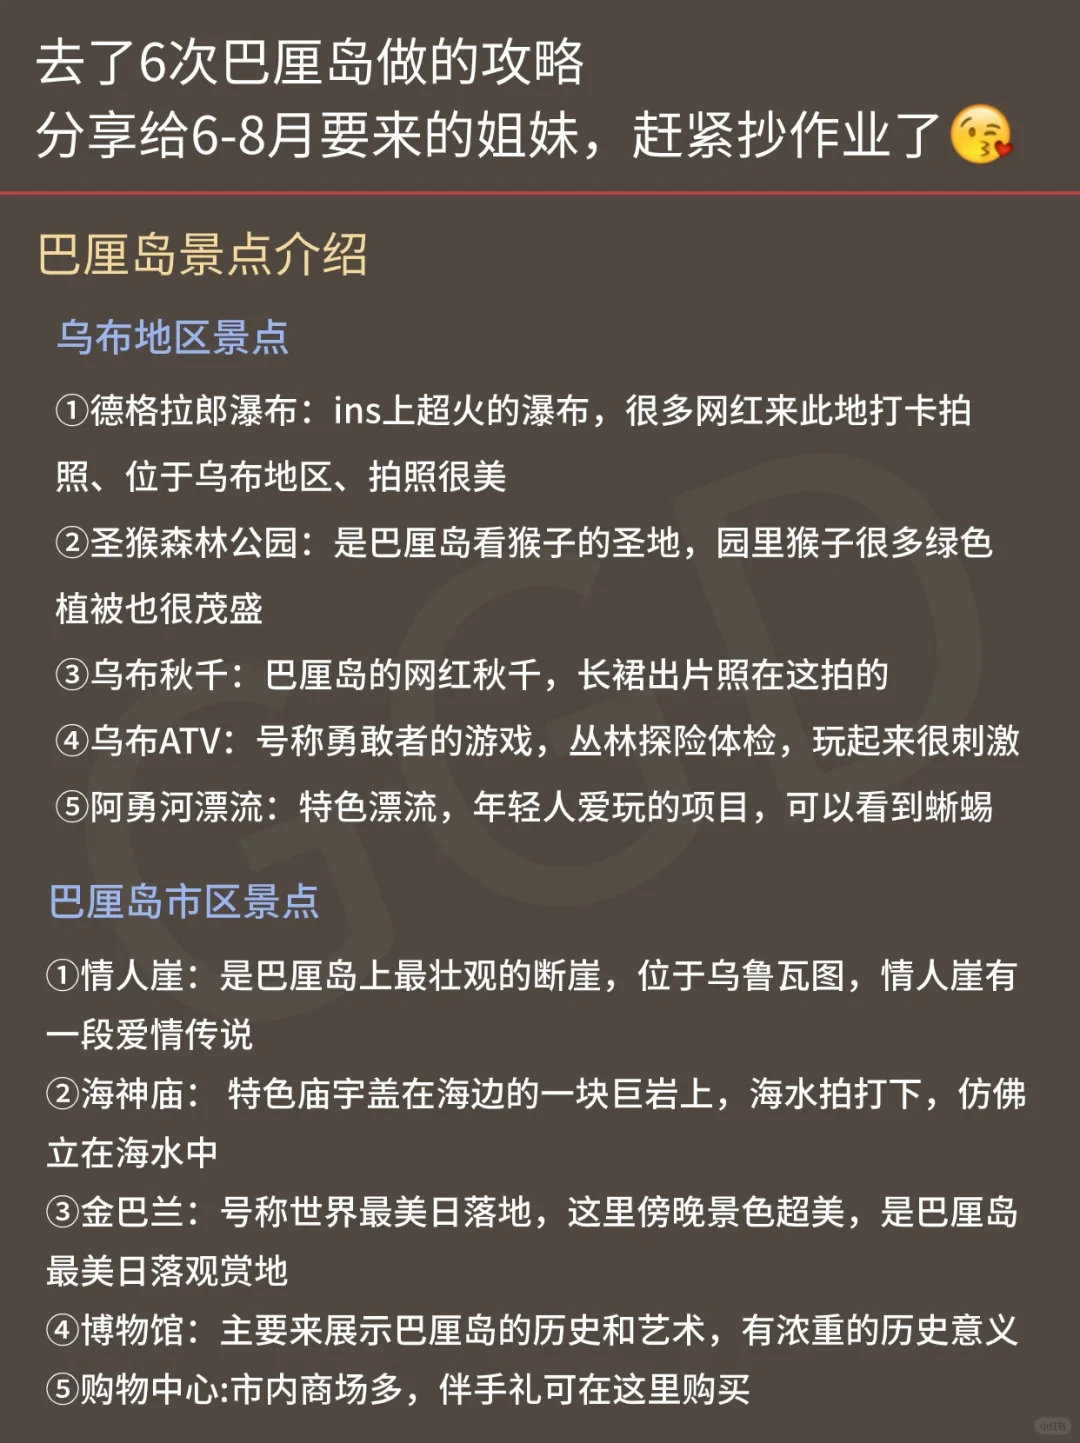 去了6次巴厘岛做的攻略
分享给6-8月要来的姐妹，赶紧抄作业了😘
巴厘岛景点介绍
乌布地区景点
①德格拉郎瀑布：ins上超火的瀑布，很多网红来此地打卡拍
照、位于乌布地区、拍照很美
②圣猴森林公园：是巴厘岛看猴子的圣地，园里猴子很多绿色
植被也很茂盛
③乌布秋千：巴厘岛的网红秋千，长裙出片照在这拍的
④乌布ATV：号称勇敢者的游戏，丛林探险体检，玩起来很刺激
⑤阿勇河漂流：特色漂流，年轻人爱玩的项目，可以看到蜥蜴
巴厘岛市区景点
①情人崖：是巴厘岛上最壮观的断崖，位于乌鲁瓦图，情人崖有
一段爱情传说
②海神庙： 特色庙宇盖在海边的一块巨岩上，海水拍打下，仿佛
立在海水中
③金巴兰：号称世界最美日落地，这里傍晚景色超美，是巴厘岛
最美日落观赏地
④博物馆：主要来展示巴厘岛的历史和艺术，有浓重的历史意义
⑤购物中心:市内商场多，伴手礼可在这里购买
GGD
小红书